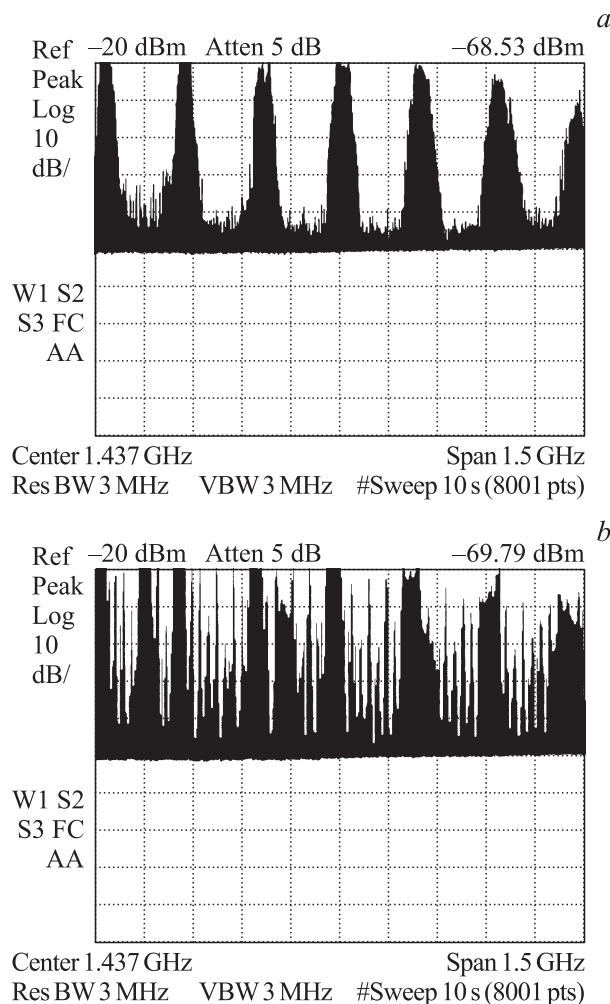 a
Ref –20 dBm Atten 5 dB –68.53 dBm
Peak
Log
10
dB/
W1 S2
S3 FC
AA
Center 1.437 GHz Span 1.5 GHz
Res BW 3 MHz VBW 3 MHz #Sweep 10 s (8001 pts)
b
Ref –20 dBm Atten 5 dB –69.79 dBm
Peak
Log
10
dB/
W1 S2
S3 FC
AA
Center 1.437 GHz Span 1.5 GHz
Res BW 3 MHz VBW 3 MHz #Sweep 10 s (8001 pts)